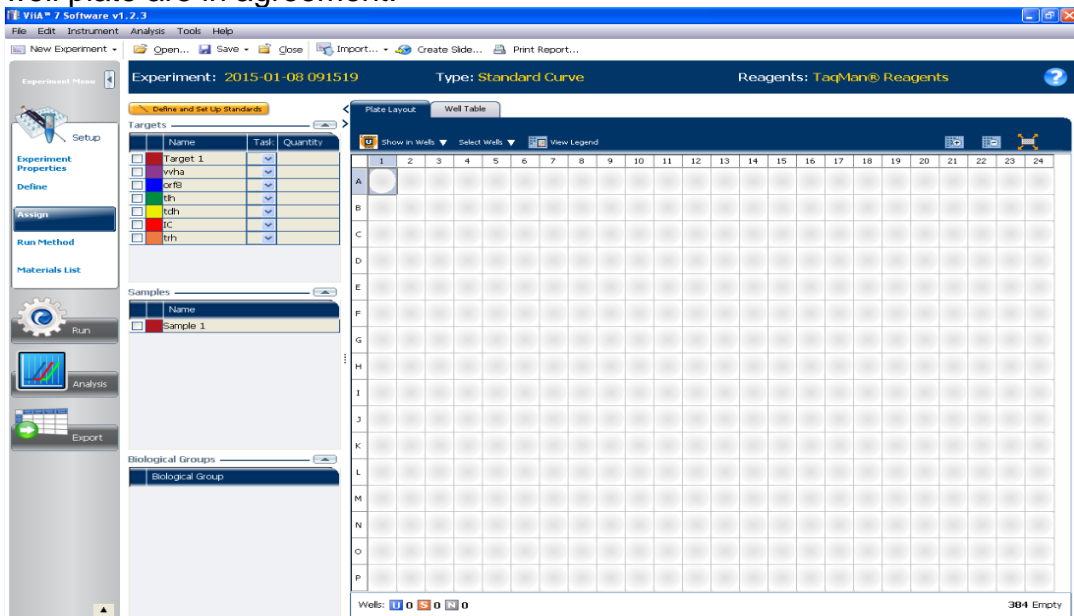 well plate are in agreement.
ViiA™ 7 Software v1.2.3
File Edit Instrument Analysis Tools Help
New Experiment Open... Save Close Import... Create Slide... Print Report...
Experiment Menu
Experiment: 2015-01-08 091519 Type: Standard Curve Reagents: TaqMan® Reagents
Setup
Experiment Properties
Define
Assign
Run Method
Materials List
Run
Analysis
Export
Define and Set Up Standards
Targets
Name Task Quantity
Target 1
vvha
orf8
tlh
tdh
IC
trh
Samples
Name
Sample 1
Biological Groups
Biological Group
Plate Layout Well Table
Show in Wells Select Wells View Legend
1 2 3 4 5 6 7 8 9 10 11 12 13 14 15 16 17 18 19 20 21 22 23 24
A
B
C
D
E
F
G
H
I
J
K
L
M
N
O
P
Wells: U 0 S 0 N 0 384 Empty